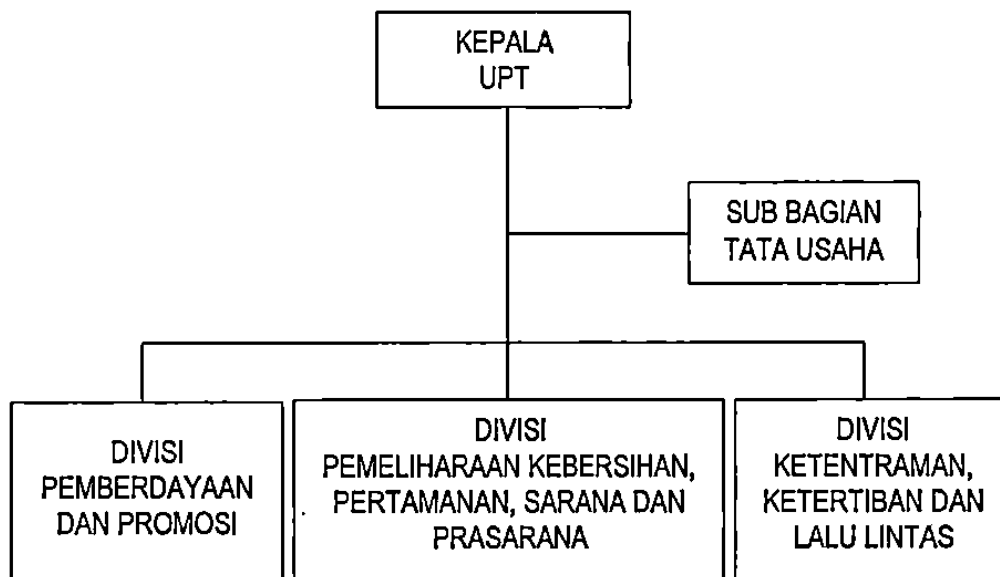 KEPALA
UPT
SUB BAGIAN
TATA USAHA
DIVISI
PEMBERDAYAAN
DAN PROMOSI
DIVISI
PEMELIHARAAN KEBERSIHAN,
PERTAMANAN, SARANA DAN
PRASARANA
DIVISI
KETENTRAMAN,
KETERTIBAN DAN
LALU LINTAS